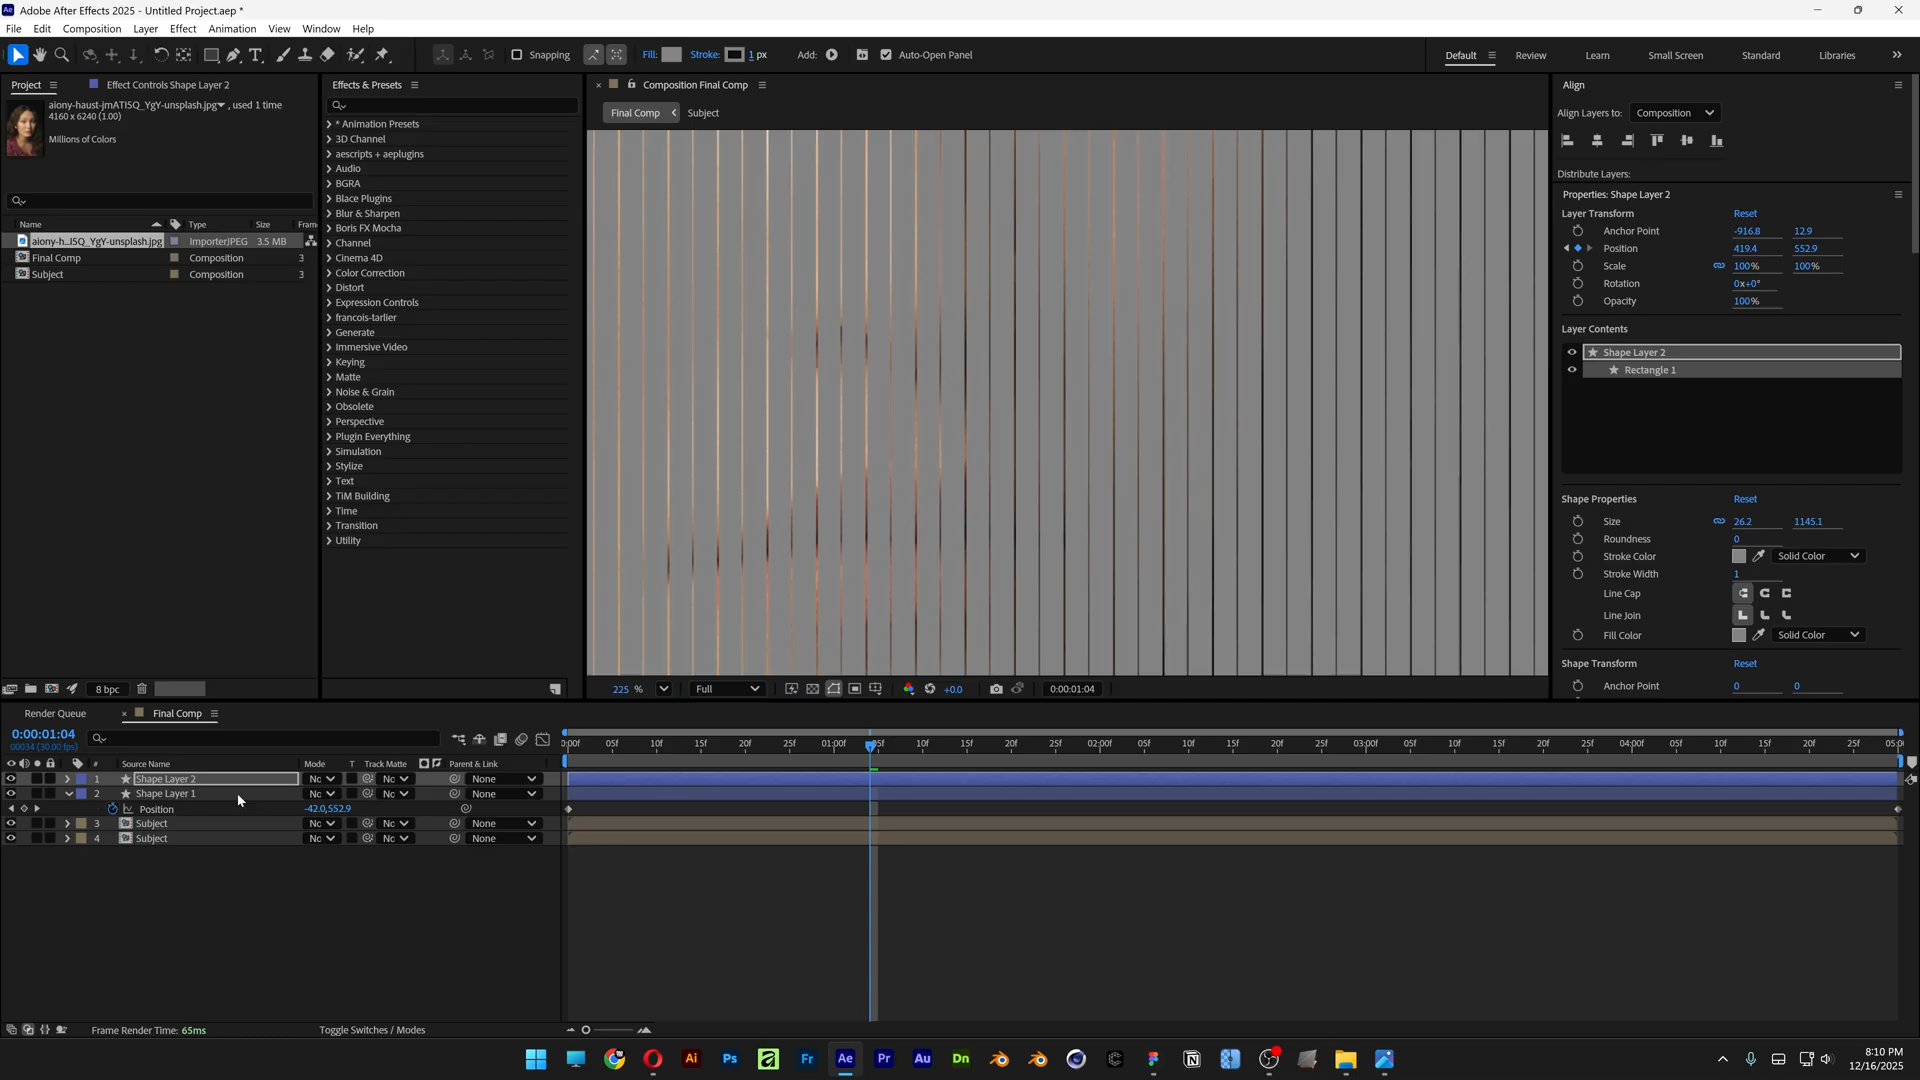 Adobe After Effects 2025 - Untitled Project.aep *
File Edit Composition Layer Effect Animation View Window Help
Snapping Fill: Stroke: 1 px Add: Auto-Open Panel Default Review Learn Small Screen Standard Libraries
Project Effect Controls Shape Layer 2
aiony-haust-jmATI5Q_YgY-unsplash.jpg , used 1 time
4160 x 6240 (1.00)
Millions of Colors
Name Type Size Fram
aiony-h...I5Q_YgY-unsplash.jpg ImporterJPEG 3.5 MB
Final Comp Composition 3
Subject Composition 3
8 bpc
Effects & Presets
* Animation Presets
3D Channel
aescripts + aeplugins
Audio
BGRA
Blace Plugins
Blur & Sharpen
Boris FX Mocha
Channel
Cinema 4D
Color Correction
Distort
Expression Controls
francois-tarlier
Generate
Immersive Video
Keying
Matte
Noise & Grain
Obsolete
Perspective
Plugin Everything
Simulation
Stylize
Text
TiM Building
Time
Transition
Utility
Composition Final Comp
Final Comp Subject
225 % Full +0.0 0:00:01:04
Align
Align Layers to: Composition
Distribute Layers:
Properties: Shape Layer 2
Layer Transform Reset
Anchor Point -916.8 12.9
Position 419.4 552.9
Scale 100% 100%
Rotation 0x+0°
Opacity 100%
Layer Contents
Shape Layer 2
Rectangle 1
Shape Properties Reset
Size 26.2 1145.1
Roundness 0
Stroke Color Solid Color
Stroke Width 1
Line Cap
Line Join
Fill Color Solid Color
Shape Transform Reset
Anchor Point 0 0
Render Queue Final Comp
0:00:01:04
00034 (30.00 fps)
0:00f 05f 10f 15f 20f 25f 01:00f 05f 10f 15f 20f 25f 02:00f 05f 10f 15f 20f 25f 03:00f 05f 10f 15f 20f 25f 04:00f 05f 10f 15f 20f 25f 05:0
# Source Name Mode T Track Matte Parent & Link
1 Shape Layer 2 Nc Nc None
2 Shape Layer 1 Nc Nc None
Position -42.0,552.9
3 Subject Nc Nc None
4 Subject Nc Nc None
Frame Render Time: 65ms Toggle Switches / Modes
Ai Ps Fr Ae Pr Au Dn
8:10 PM
12/16/2025